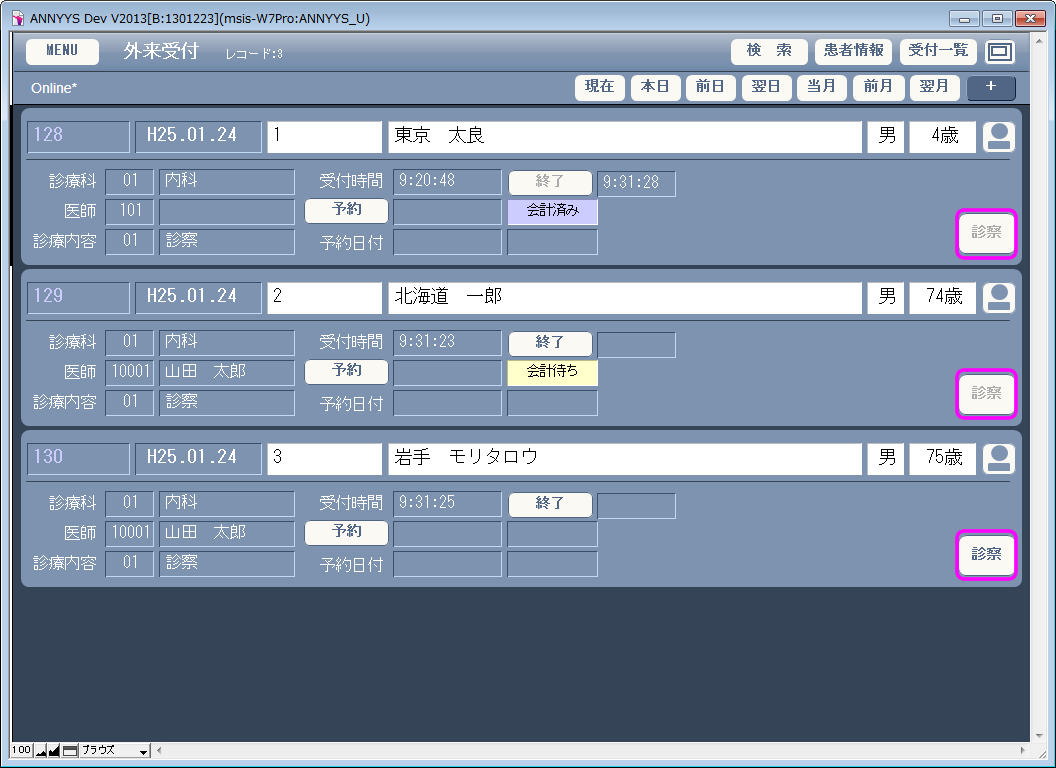 ANNYYS Dev V2013[B:1301223](msis-W7Pro:ANNYYS_U)
MENU 外来受付 レコード:3 検 索 患者情報 受付一覧
Online* 現在 本日 前日 翌日 当月 前月 翌月 +
128 H25.01.24 1 東京 太良 男 4歳
診療科 01 内科 受付時間 9:20:48 終了 9:31:28
医師 101 予約 会計済み
診療内容 01 診察 予約日付 診察
129 H25.01.24 2 北海道 一郎 男 74歳
診療科 01 内科 受付時間 9:31:23 終了
医師 10001 山田 太郎 予約 会計待ち
診療内容 01 診察 予約日付 診察
130 H25.01.24 3 岩手 モリタロウ 男 75歳
診療科 01 内科 受付時間 9:31:25 終了
医師 10001 山田 太郎 予約
診療内容 01 診察 予約日付 診察
100 ブラウズ